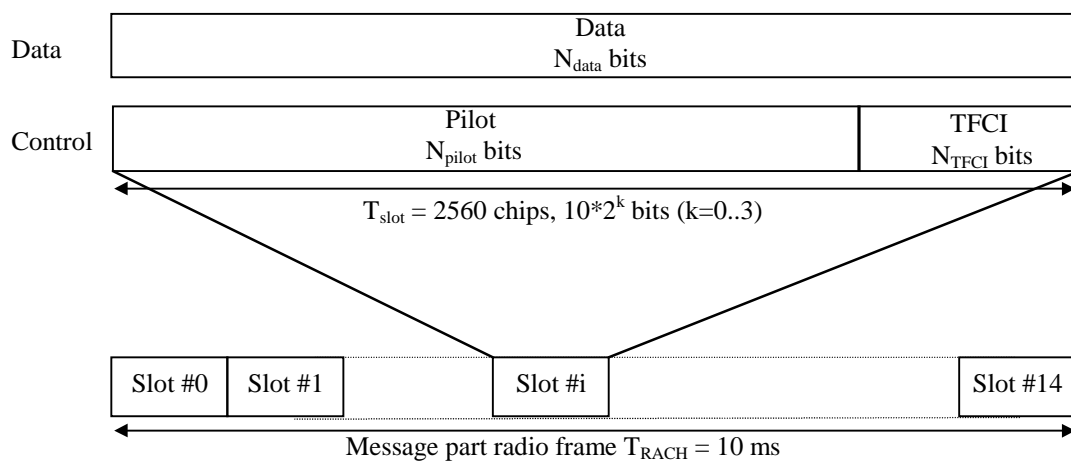 Data
Data
N_data bits
Control
Pilot
N_pilot bits
TFCI
N_TFCI bits
T_slot = 2560 chips, 10*2^k bits (k=0..3)
Slot #0
Slot #1
Slot #i
Slot #14
Message part radio frame T_RACH = 10 ms